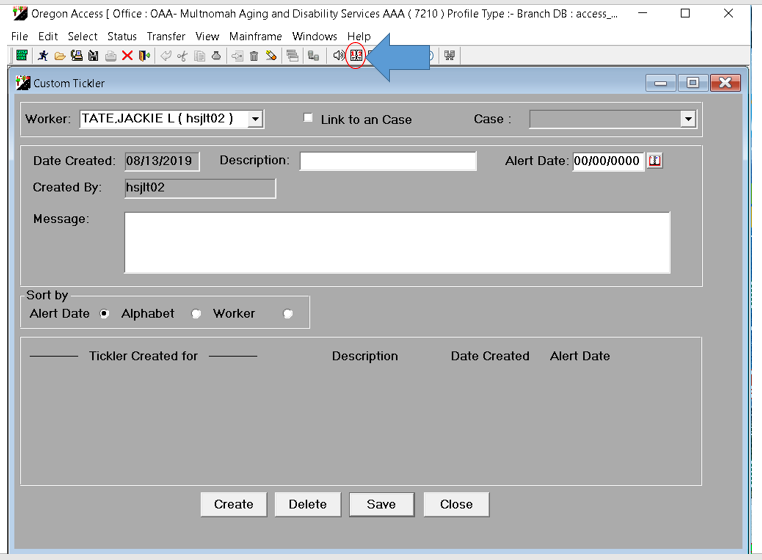 Oregon Access [ Office : OAA- Multnomah Aging and Disability Services AAA ( 7210 ) Profile Type :- Branch DB : access_...
File Edit Select Status Transfer View Mainframe Windows Help
Custom Tickler
Worker: TATE,JACKIE L ( hsjlt02 ) Link to an Case Case :
Date Created: 08/13/2019 Description: Alert Date: 00/00/0000
Created By: hsjlt02
Message:
Sort by
Alert Date Alphabet Worker
Tickler Created for Description Date Created Alert Date
Create Delete Save Close